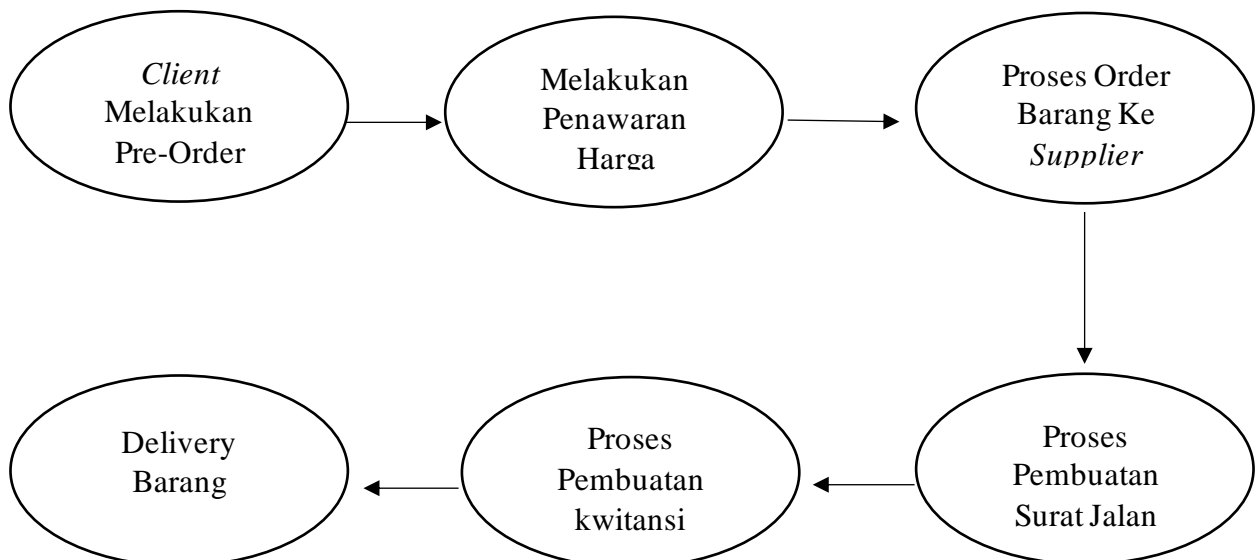 Client
Melakukan
Pre-Order
Melakukan
Penawaran
Harga
Proses Order
Barang Ke
Supplier
Delivery
Barang
Proses
Pembuatan
kwitansi
Proses
Pembuatan
Surat Jalan